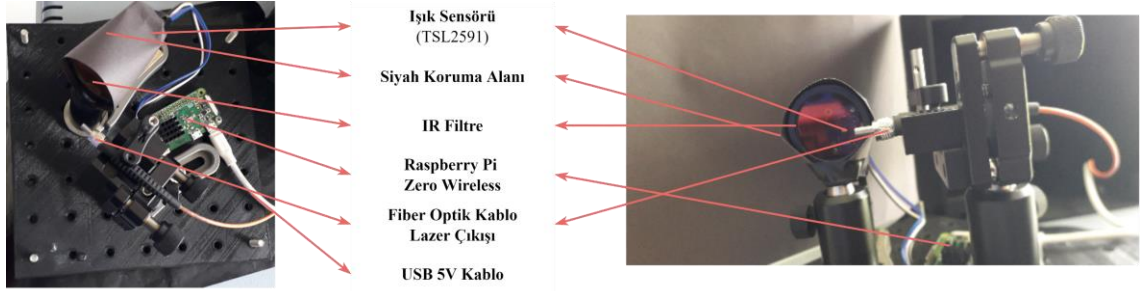 Işık Sensörü
(TSL2591)
Siyah Koruma Alanı
IR Filtre
Raspberry Pi
Zero Wireless
Fiber Optik Kablo
Lazer Çıkışı
USB 5V Kablo